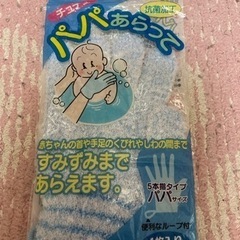 チュチュ
抗菌加工
パパあらって
赤ちゃんの首や手足のくびれやしわの間まで
すみずみまで
あらえます。
5本指タイプ
パパサイズ
便利なループ付